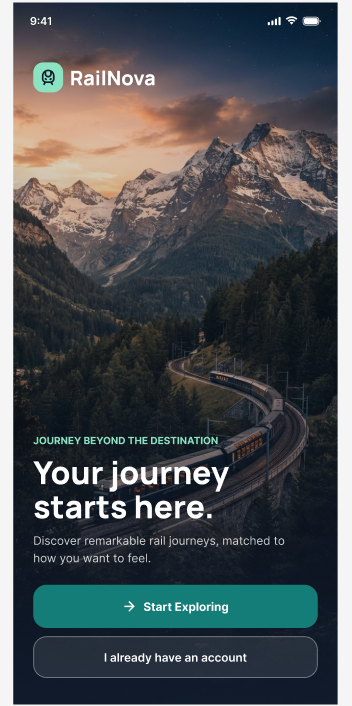 9:41
RailNova
JOURNEY BEYOND THE DESTINATION
Your journey
starts here.
Discover remarkable rail journeys, matched to
how you want to feel.
Start Exploring
I already have an account